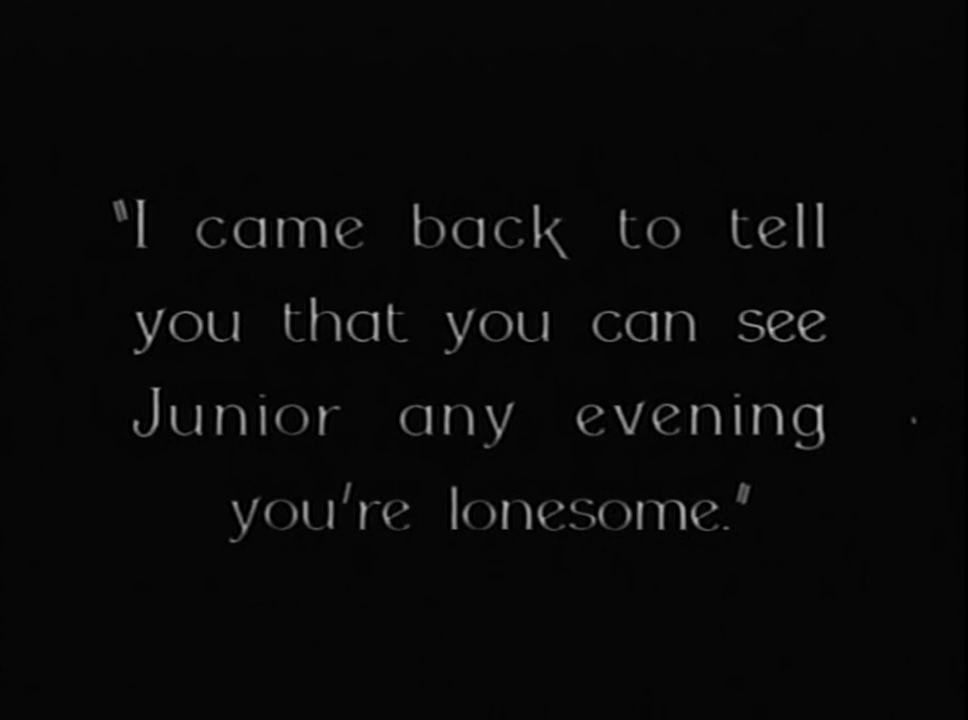 "I came back to tell
you that you can see
Junior any evening
you're lonesome."